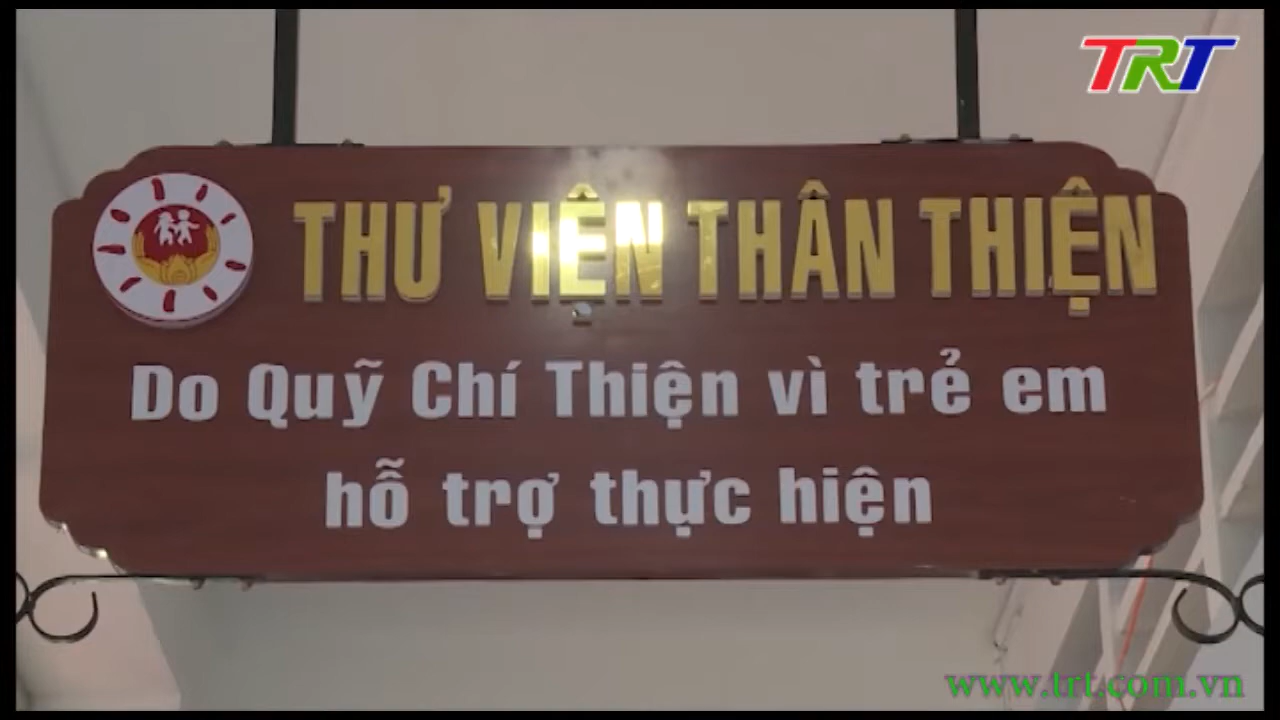 TRT
THƯ VIỆN THÂN THIỆN
Do Quỹ Chí Thiện vì trẻ em
hỗ trợ thực hiện
www.trt.com.vn